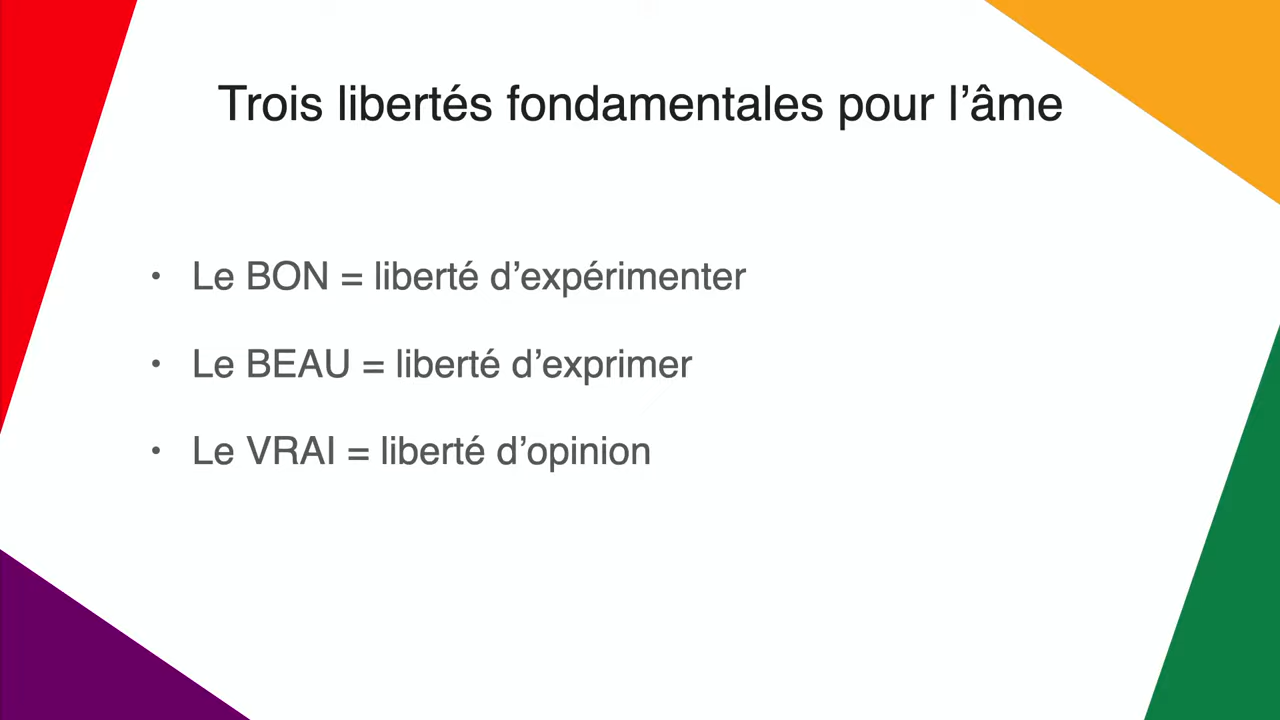 Trois libertés fondamentales pour l’âme
• Le BON = liberté d’expérimenter
• Le BEAU = liberté d’exprimer
• Le VRAI = liberté d’opinion